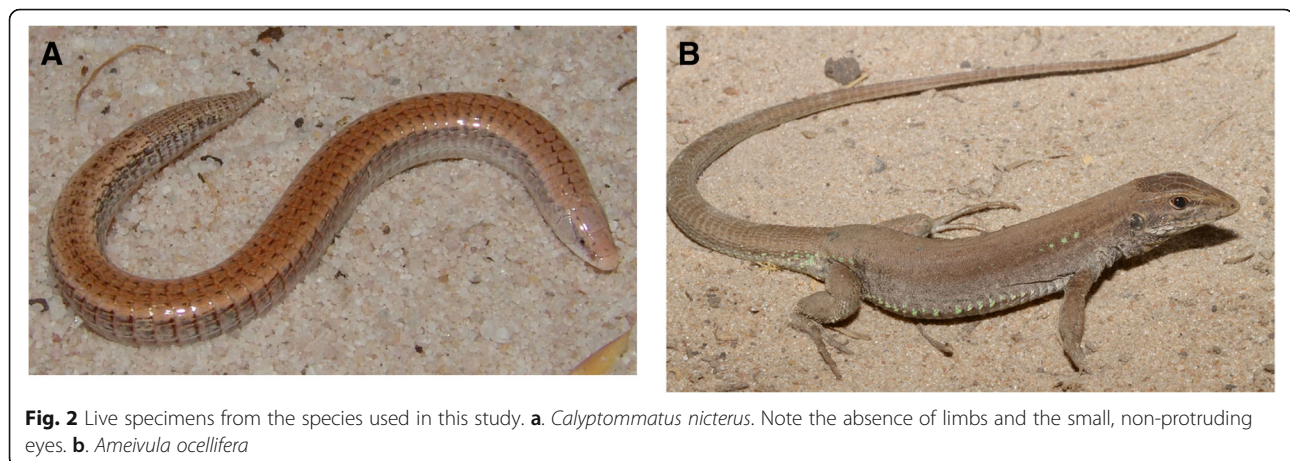 A
B
Fig. 2 Live specimens from the species used in this study. a. Calyptommatus nicterus. Note the absence of limbs and the small, non-protruding
eyes. b. Ameivula ocellifera